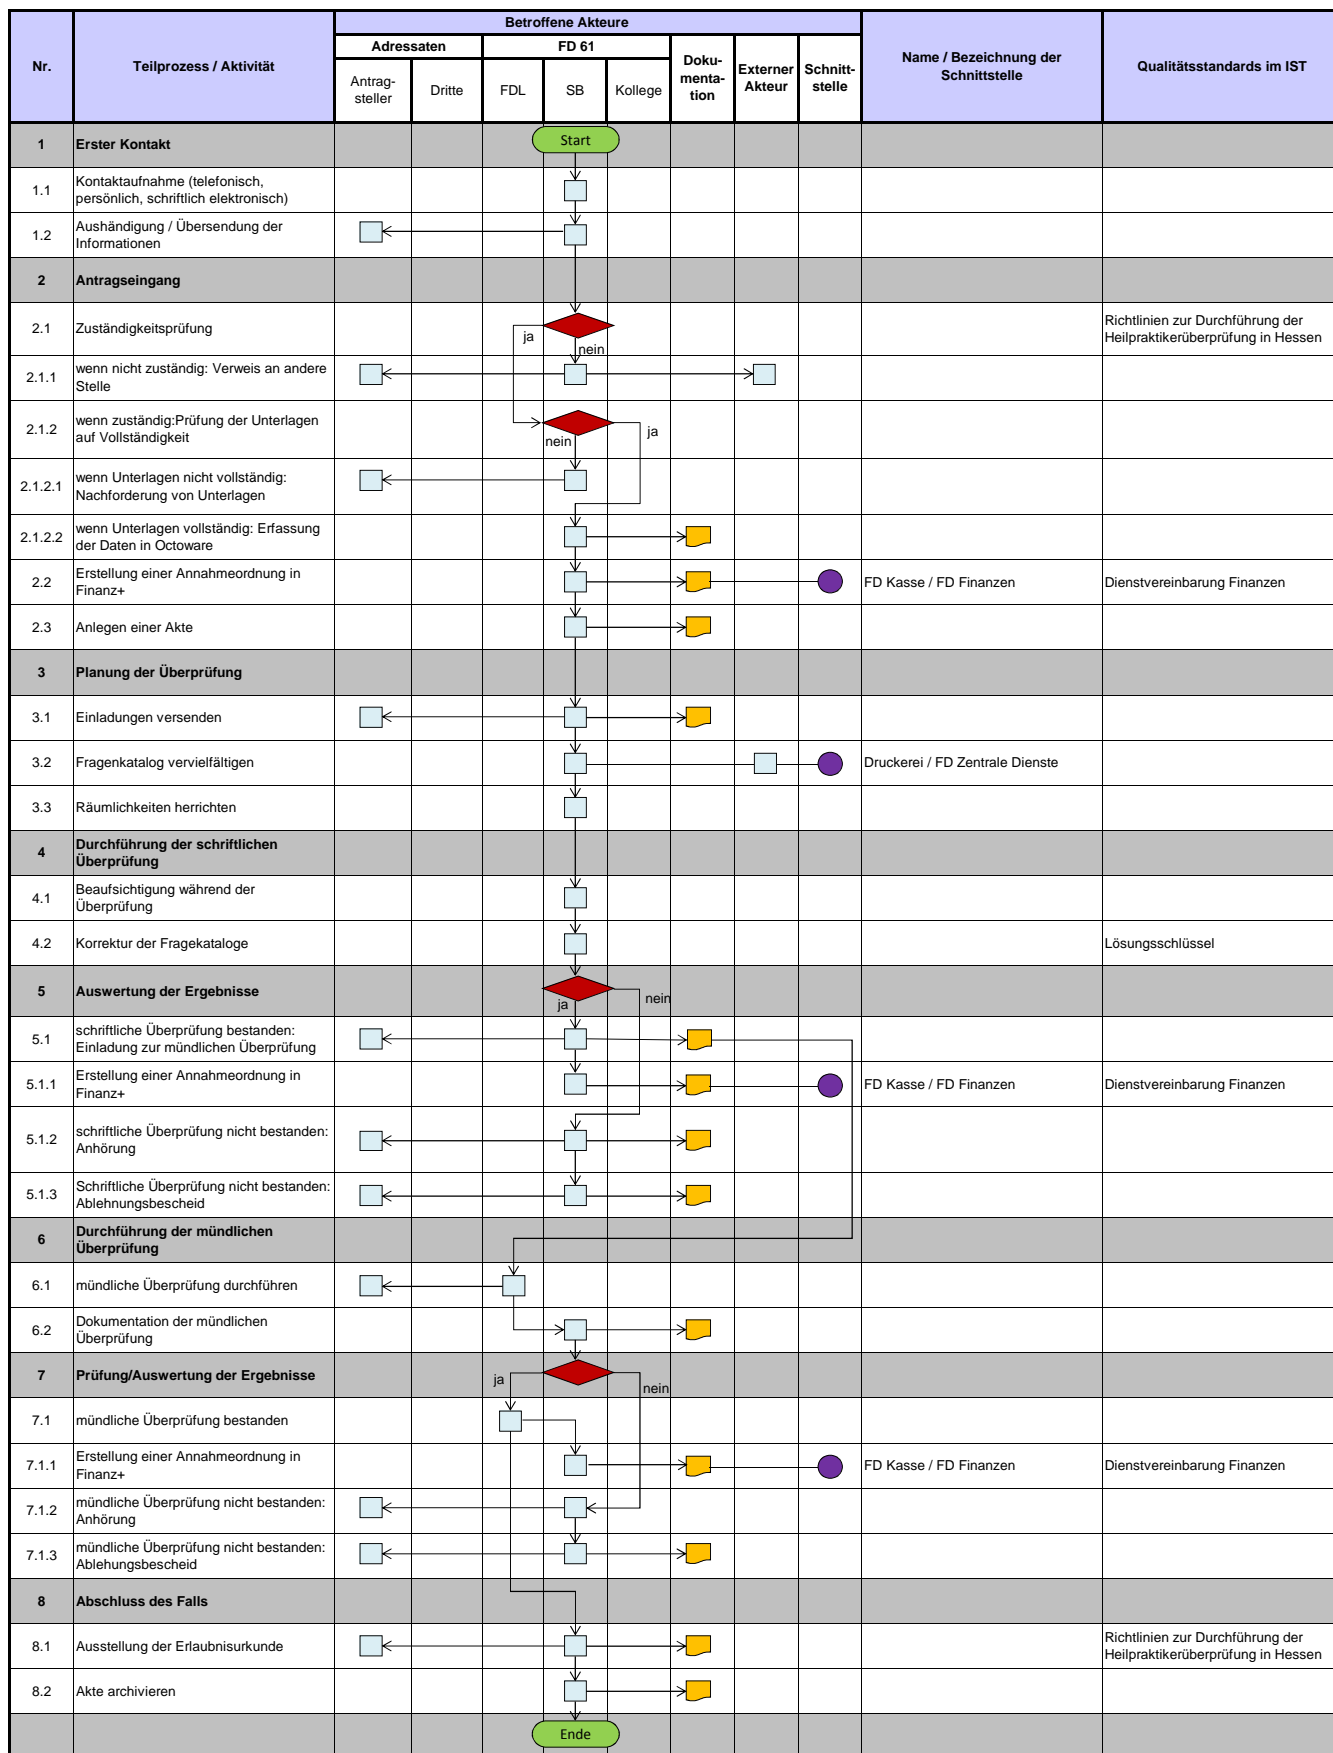 Betroffene Akteure
Nr.
Teilprozess / Aktivität
Adressaten
FD 61
Doku-
menta-
tion
Externer
Akteur
Schnitt-
stelle
Name / Bezeichnung der
Schnittstelle
Qualitätsstandards im IST
Antrag-
steller
Dritte
FDL
SB
Kollege
1
Erster Kontakt
Start
1.1
Kontaktaufnahme (telefonisch,
persönlich, schriftlich elektronisch)
1.2
Aushändigung / Übersendung der
Informationen
2
Antragseingang
2.1
Zuständigkeitsprüfung
ja
nein
Richtlinien zur Durchführung der
Heilpraktikerüberprüfung in Hessen
2.1.1
wenn nicht zuständig: Verweis an andere
Stelle
2.1.2
wenn zuständig:Prüfung der Unterlagen
auf Vollständigkeit
nein
ja
2.1.2.1
wenn Unterlagen nicht vollständig:
Nachforderung von Unterlagen
2.1.2.2
wenn Unterlagen vollständig: Erfassung
der Daten in Octoware
2.2
Erstellung einer Annahmeordnung in
Finanz+
FD Kasse / FD Finanzen
Dienstvereinbarung Finanzen
2.3
Anlegen einer Akte
3
Planung der Überprüfung
3.1
Einladungen versenden
3.2
Fragenkatalog vervielfältigen
Druckerei / FD Zentrale Dienste
3.3
Räumlichkeiten herrichten
4
Durchführung der schriftlichen
Überprüfung
4.1
Beaufsichtigung während der
Überprüfung
4.2
Korrektur der Fragekataloge
Lösungsschlüssel
5
Auswertung der Ergebnisse
ja
nein
5.1
schriftliche Überprüfung bestanden:
Einladung zur mündlichen Überprüfung
5.1.1
Erstellung einer Annahmeordnung in
Finanz+
FD Kasse / FD Finanzen
Dienstvereinbarung Finanzen
5.1.2
schriftliche Überprüfung nicht bestanden:
Anhörung
5.1.3
Schriftliche Überprüfung nicht bestanden:
Ablehnungsbescheid
6
Durchführung der mündlichen
Überprüfung
6.1
mündliche Überprüfung durchführen
6.2
Dokumentation der mündlichen
Überprüfung
7
Prüfung/Auswertung der Ergebnisse
ja
nein
7.1
mündliche Überprüfung bestanden
7.1.1
Erstellung einer Annahmeordnung in
Finanz+
FD Kasse / FD Finanzen
Dienstvereinbarung Finanzen
7.1.2
mündliche Überprüfung nicht bestanden:
Anhörung
7.1.3
mündliche Überprüfung nicht bestanden:
Ablehungsbescheid
8
Abschluss des Falls
8.1
Ausstellung der Erlaubnisurkunde
Richtlinien zur Durchführung der
Heilpraktikerüberprüfung in Hessen
8.2
Akte archivieren
Ende